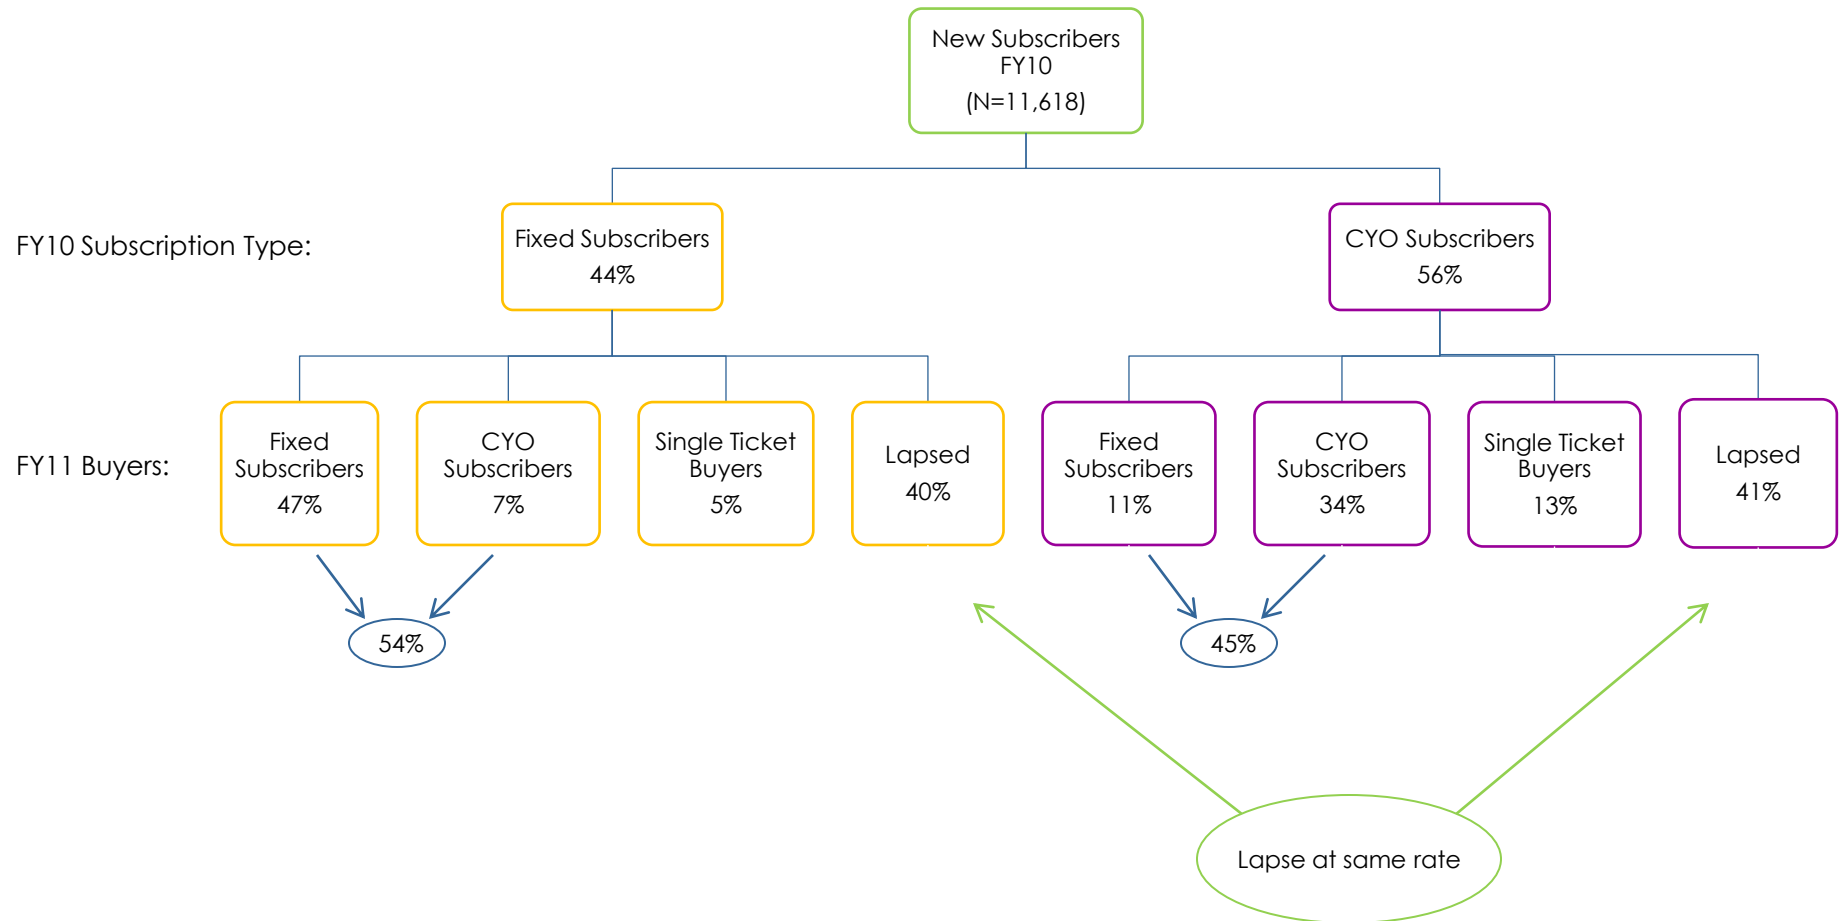 New Subscribers
FY10
(N=11,618)
FY10 Subscription Type:
Fixed Subscribers
44%
CYO Subscribers
56%
FY11 Buyers:
Fixed
Subscribers
47%
CYO
Subscribers
7%
Single Ticket
Buyers
5%
Lapsed
40%
Fixed
Subscribers
11%
CYO
Subscribers
34%
Single Ticket
Buyers
13%
Lapsed
41%
54%
45%
Lapse at same rate